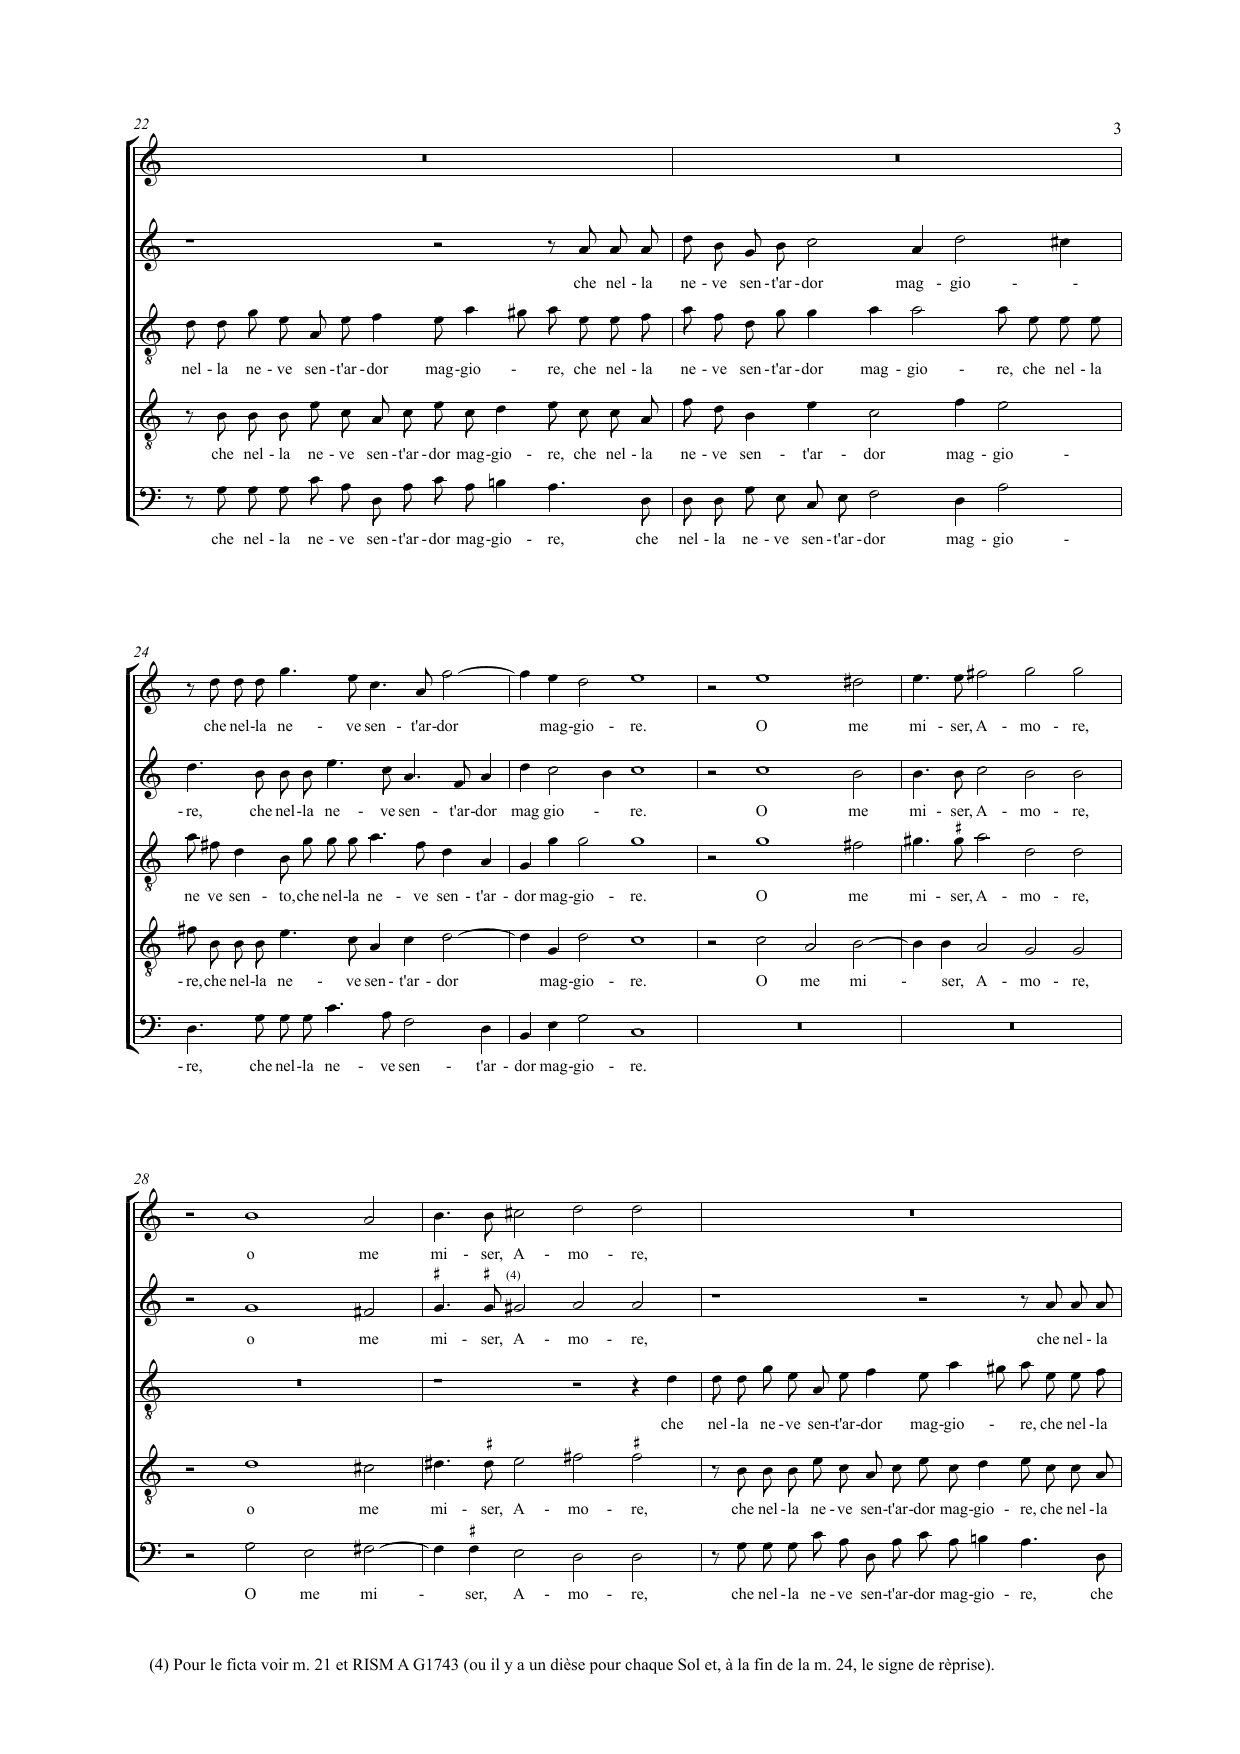 22
3
che nel - la ne - ve sen - t'ar - dor mag - gio - -
nel - la ne - ve sen - t'ar - dor mag - gio - re, che nel - la ne - ve sen - t'ar - dor mag - gio - re, che nel - la
che nel - la ne - ve sen - t'ar - dor mag - gio - re, che nel - la ne - ve sen - t'ar - dor mag - gio -
che nel - la ne - ve sen - t'ar - dor mag - gio - re, che nel - la ne - ve sen - t'ar - dor mag - gio -
24
che nel - la ne - ve sen - t'ar - dor mag - gio - re. O me mi - ser, A - mo - re,
- re, che nel - la ne - ve sen - t'ar - dor mag gio - re. O me mi - ser, A - mo - re,
ne ve sen - to, che nel - la ne - ve sen - t'ar - dor mag - gio - re. O me mi - ser, A - mo - re,
- re, che nel - la ne - ve sen - t'ar - dor mag - gio - re. O me mi - ser, A - mo - re,
- re, che nel - la ne - ve sen - t'ar - dor mag - gio - re.
28
o me mi - ser, A - mo - re,
(4)
o me mi - ser, A - mo - re, che nel - la
che nel - la ne - ve sen - t'ar - dor mag - gio - re, che nel - la
o me mi - ser, A - mo - re, che nel - la ne - ve sen - t'ar - dor mag - gio - re, che nel - la
O me mi - ser, A - mo - re, che nel - la ne - ve sen - t'ar - dor mag - gio - re, che
(4) Pour le ficta voir m. 21 et RISM A G1743 (ou il y a un dièse pour chaque Sol et, à la fin de la m. 24, le signe de rèprise).